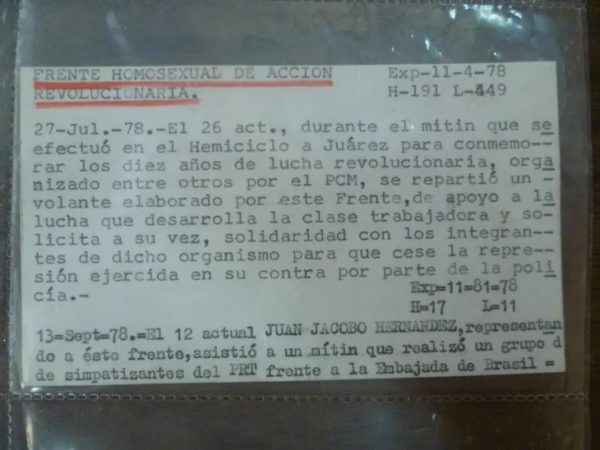 FRENTE HOMOSEXUAL DE ACCION Exp-11-4-78
REVOLUCIONARIA. H-191 L-449
27-Jul.-78.-El 26 act., durante el mitin que se
efectuó en el Hemiciclo a Juárez para conmemo--
rar los diez años de lucha revolucionaria, orga
nizado entre otros por el PCM, se repartió un -
volante elaborado por este Frente,de apoyo a la
lucha que desarrolla la clase trabajadora y so-
licita a su vez, solidaridad con los integran--
tes de dicho organismo para que cese la repre--
sión ejercida en su contra por parte de la poli
cía.- Exp=11=81=78
H=17 L=11
13=Sept=78.=El 12 actual JUAN JACOBO HERNANDEZ,representan
do a éste frente,asistió a un mítin que realizó un grupo d
de simpatizantes del PRT frente a la Embajada de Brasil =